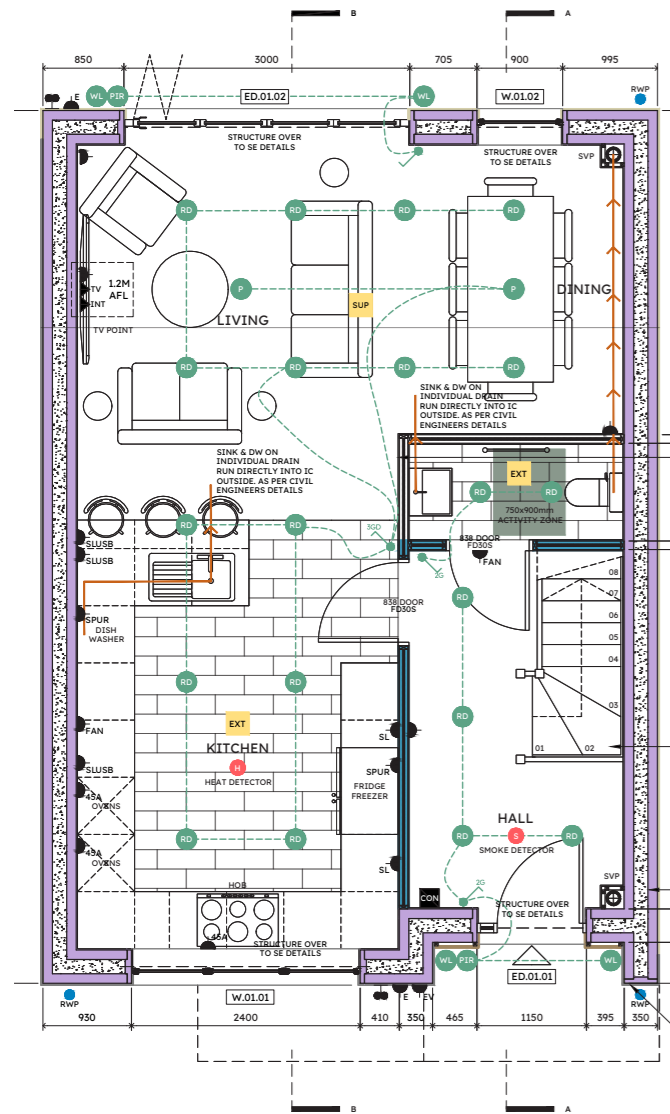 B
A
850
3000
705
900
995
E
WL
PIR
ED.01.02
WL
W.01.02
RWP
STRUCTURE OVER
TO SE DETAILS
STRUCTURE OVER
TO SE DETAILS
SVP
RD
RD
RD
RD
TV
INT
1.2M
AFL
P
P
DINING
SUP
LIVING
TV POINT
RD
RD
RD
RD
SINK & DW ON
INDIVIDUAL DRAIN
RUN DIRECTLY INTO IC
OUTSIDE. AS PER CIVIL
ENGINEERS DETAILS
SINK & DW ON
INDIVIDUAL DRAIN
RUN DIRECTLY INTO IC
OUTSIDE. AS PER CIVIL
ENGINEERS DETAILS
EXT
RD
RD
750x900mm
ACTIVITY ZONE
RD
RD
3GD
SLUSB
SLUSB
838 DOOR
FD30S
FAN
2G
08
07
06
05
04
03
02
01
838 DOOR
FD30S
RD
SPUR
DISH
WASHER
RD
RD
RD
EXT
FAN
KITCHEN
SL
H
HEAT DETECTOR
SLUSB
SPUR
FRIDGE
FREEZER
45A
OVENS
HALL
RD
RD
RD
S
RD
SMOKE DETECTOR
45A
OVENS
SL
HOB
2G
CON
SVP
STRUCTURE OVER
TO SE DETAILS
45A
STRUCTURE OVER
TO SE DETAILS
WL
PIR
WL
ED.01.01
RWP
W.01.01
E
EV
RWP
930
2400
410
350
465
1150
395
350
B
A